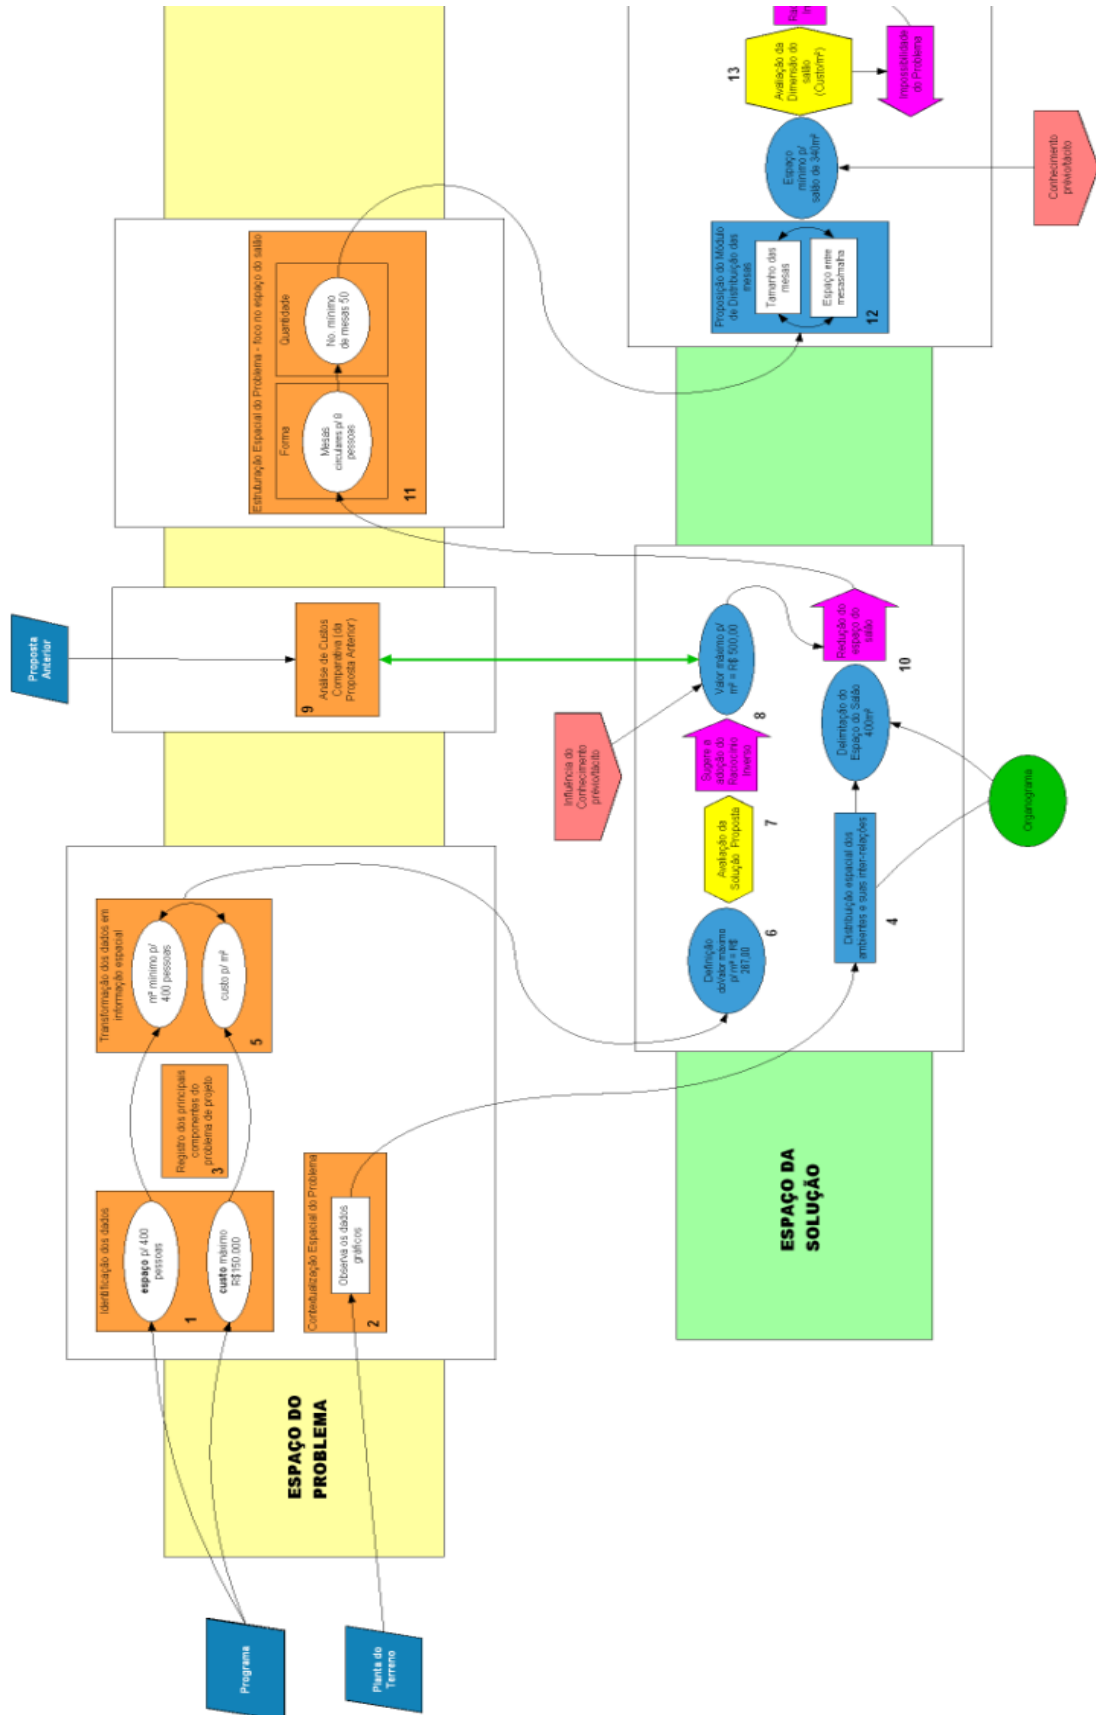 Programa
Planta do
Terreno
ESPAÇO DO
PROBLEMA
Identificação dos dados
espaço p/ 400
pessoas
custo máximo
R$150 000
1
Contextualização Espacial do Problema
Observa os dados
gráficos
2
Registro dos principais
componentes do
problema de projeto
3
Transformação dos dados em
informação espacial
m² mínimo p/
400 pessoas
custo p/ m²
5
Proposta
Anterior
9
Análise de Custos
Comparativa (da
Proposta Anterior)
Estruturação Espacial do Problema - foco no espaço do salão
Forma
Mesas
circulares p/ 8
pessoas
Quantidade
No. mínimo
de mesas 50
11
ESPAÇO DA
SOLUÇÃO
Distribuição espacial dos
ambientes e suas inter-relações
4
Definição
doValor máximo
p/ m² = R$
367,00
6
Avaliação da
Solução Proposta
7
Sugere a
adoção do
Raciocínio
Inverso
Valor máximo p/
m² = R$ 500,00
8
Influência do
Conhecimento
prévio/tácito
Organograma
Delimitação do
Espaço do Salão
400m²
Redução do
espaço do
salão
10
Proposição do Módulo
de Distribuição das
mesas
Tamanho das
mesas
Espaço entre
mesas/malha
12
Espaço
mínimo p/
salão de 340m²
Avaliação da
Dimensão do
salão
(Custo/m²)
13
Impossibilidade
do Problema
Conhecimento
prévio/tácito